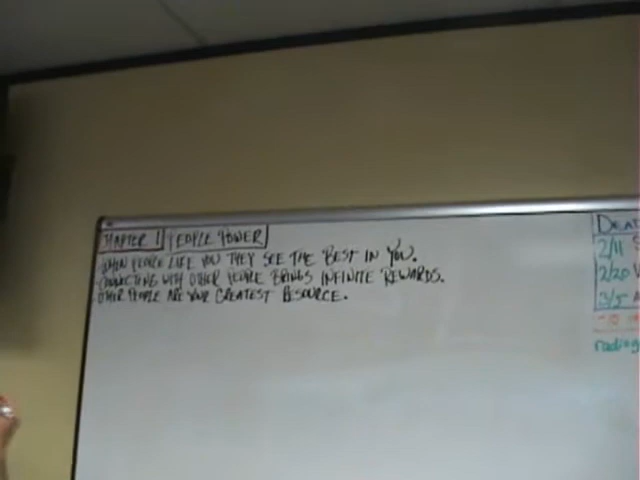 CHAPTER 1 PEOPLE POWER
WHEN PEOPLE LIKE YOU THEY SEE THE BEST IN YOU.
CONNECTING WITH OTHER PEOPLE BRINGS INFINITE REWARDS.
OTHER PEOPLE ARE YOUR GREATEST RESOURCE.
DEA
2/11 S
2/20
3/5
radiog